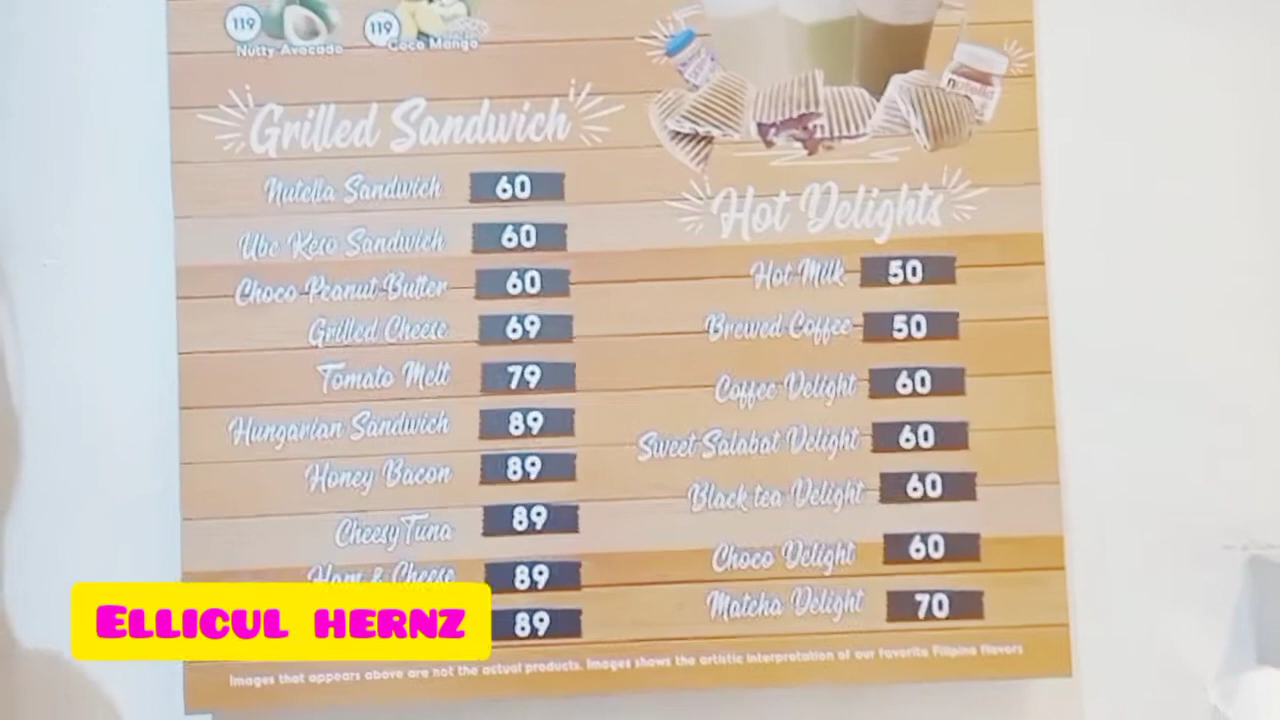 119
Nutty Avocado
119
Coco Mango
nutella
Grilled Sandwich
Nutella Sandwich 60
Ube Keso Sandwich 60
Choco Peanut Butter 60
Grilled Cheese 69
Tomato Melt 79
Hungarian Sandwich 89
Honey Bacon 89
Cheesy Tuna 89
Ham & Cheese 89
89
Hot Delights
Hot Milk 50
Brewed Coffee 50
Coffee Delight 60
Sweet Salabat Delight 60
Black tea Delight 60
Choco Delight 60
Matcha Delight 70
ELLICUL HERNZ
Images that appears above are not the actual products. Images shows the artistic interpretation of our favorite Filipino flavors